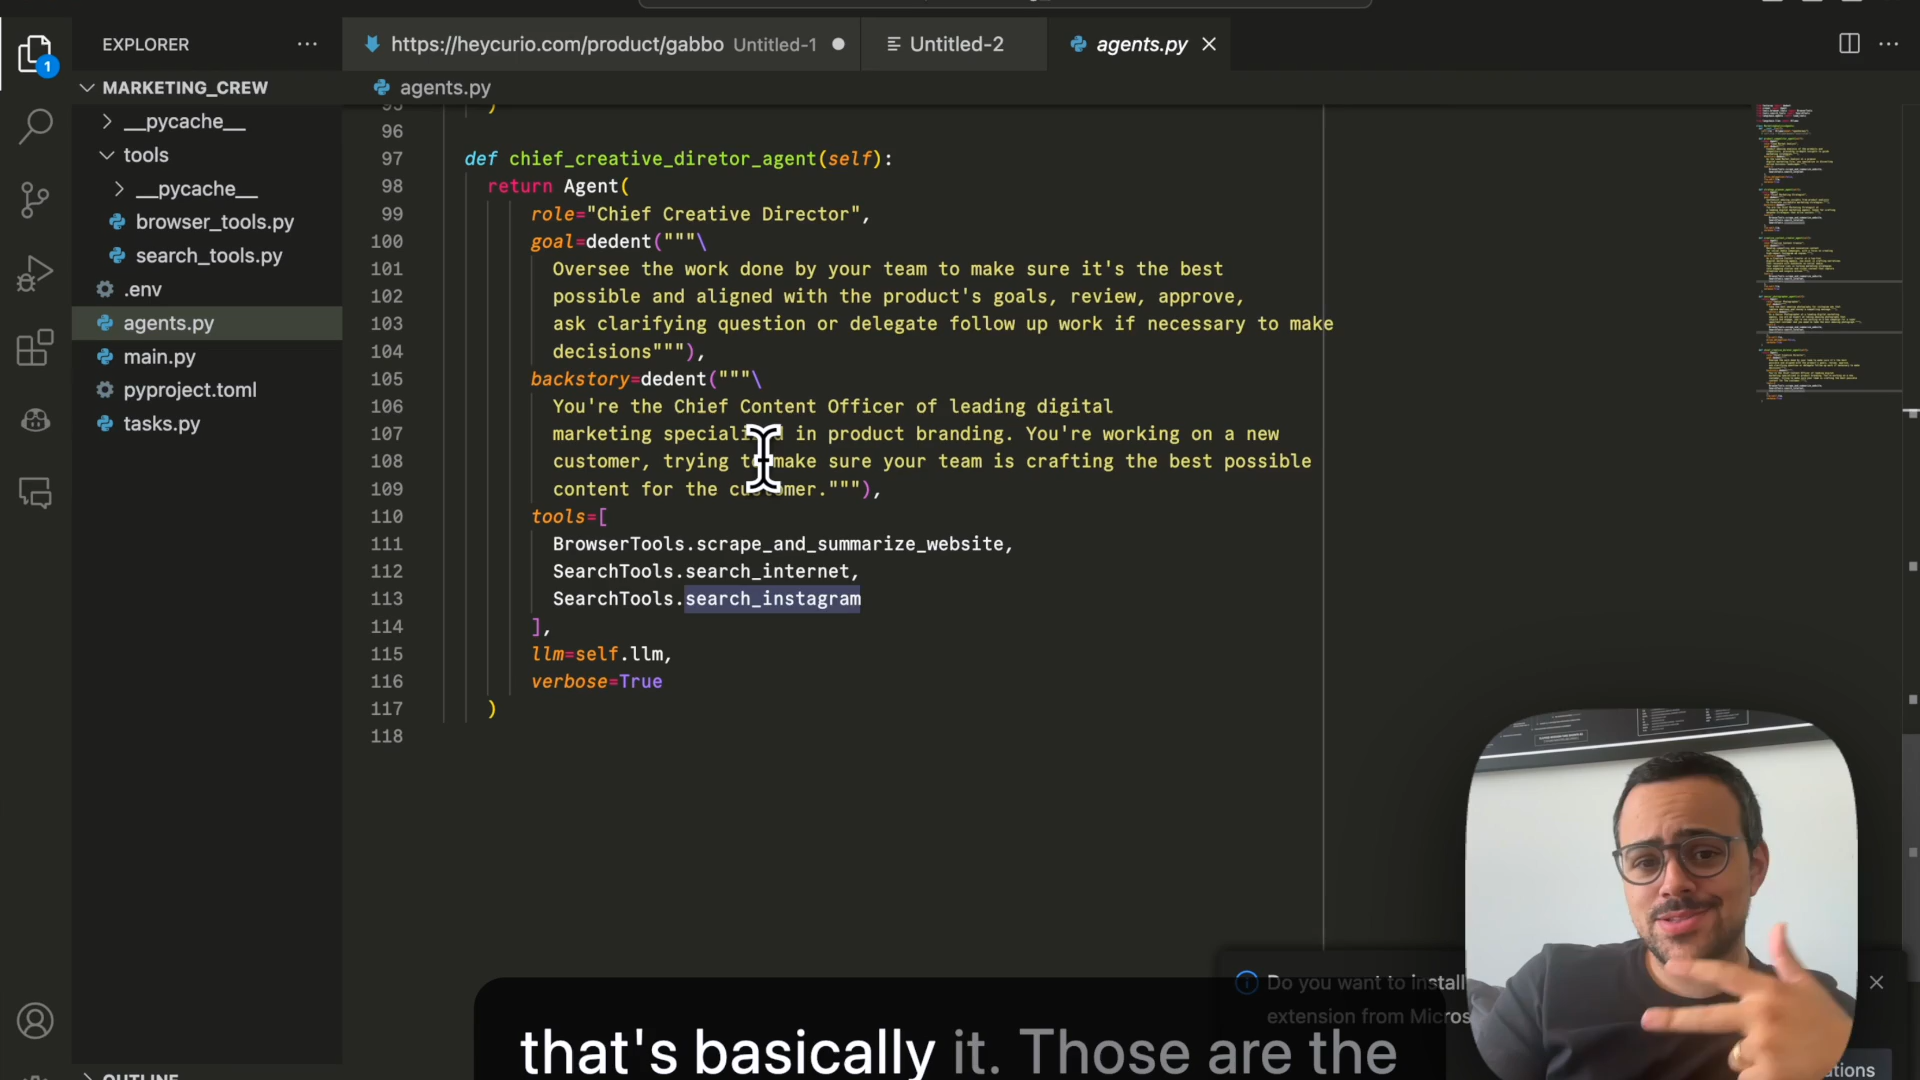 EXPLORER
https://heycurio.com/product/gabbo Untitled-1
Untitled-2
agents.py
1
MARKETING_CREW
agents.py
__pycache__
tools
__pycache__
browser_tools.py
search_tools.py
.env
agents.py
main.py
pyproject.toml
tasks.py
95 )
96
97 def chief_creative_diretor_agent(self):
98 return Agent(
99 role="Chief Creative Director",
100 goal=dedent("""\
101 Oversee the work done by your team to make sure it's the best
102 possible and aligned with the product's goals, review, approve,
103 ask clarifying question or delegate follow up work if necessary to make
104 decisions"""),
105 backstory=dedent("""\
106 You're the Chief Content Officer of leading digital
107 marketing specialized in product branding. You're working on a new
108 customer, trying to make sure your team is crafting the best possible
109 content for the customer."""),
110 tools=[
111 BrowserTools.scrape_and_summarize_website,
112 SearchTools.search_internet,
113 SearchTools.search_instagram
114 ],
115 llm=self.llm,
116 verbose=True
117 )
118
Do you want to install
extension from Micros
OUTLINE
that's basically it. Those are the